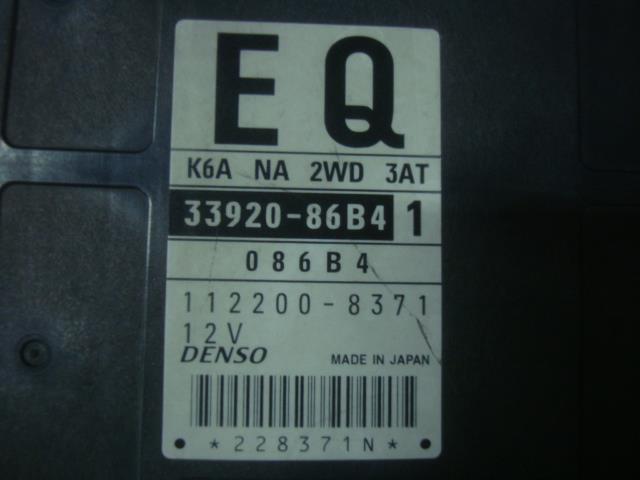 EQ
K6A NA 2WD 3AT
33920-86B4 1
086B4
112200-8371
12V
DENSO MADE IN JAPAN
*228371N*